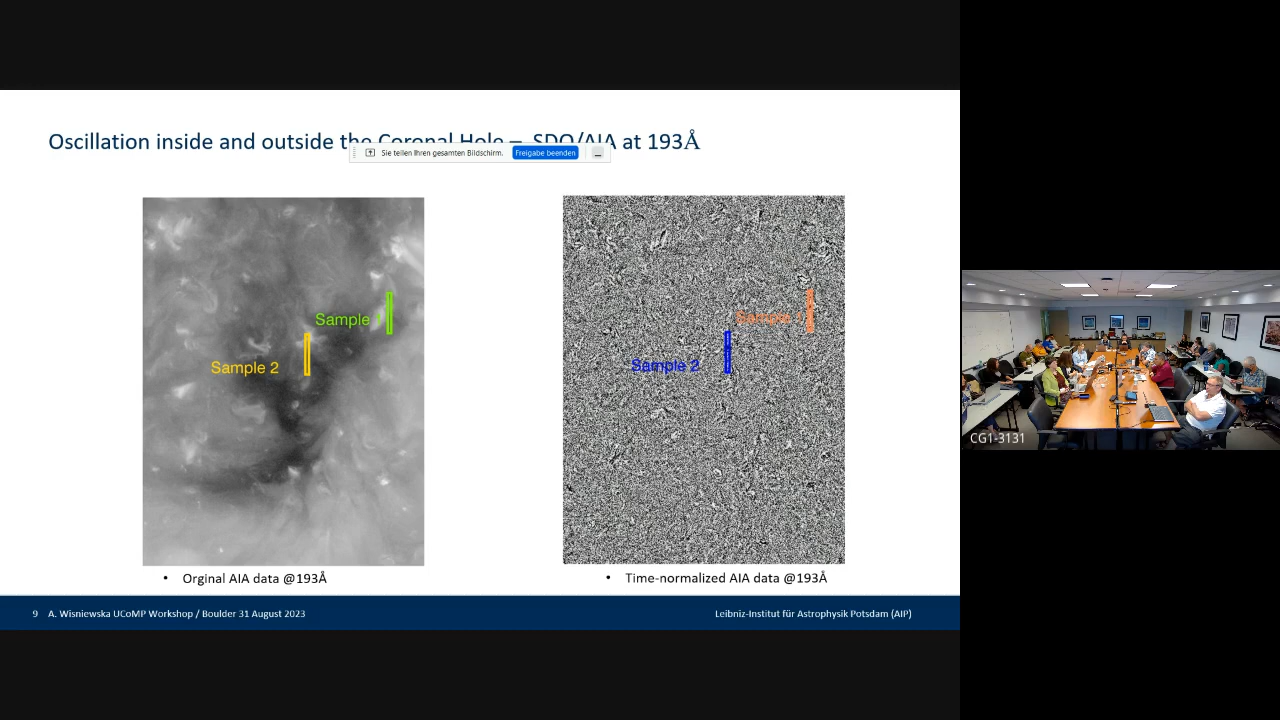 Oscillation inside and outside the Coronal Hole – SDO/AIA at 193Å
Sie teilen Ihren gesamten Bildschirm. Freigabe beenden
Sample
Sample 2
Sample
Sample 2
• Orginal AIA data @193Å
• Time-normalized AIA data @193Å
9 A. Wisniewska UCoMP Workshop / Boulder 31 August 2023
Leibniz-Institut für Astrophysik Potsdam (AIP)
CG1-3131